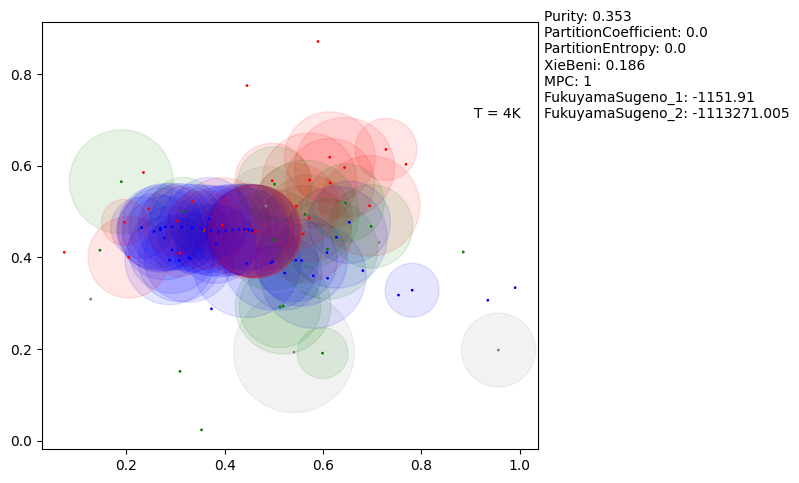 Purity: 0.353
PartitionCoefficient: 0.0
PartitionEntropy: 0.0
XieBeni: 0.186
MPC: 1
FukuyamaSugeno_1: -1151.91
FukuyamaSugeno_2: -1113271.005
T = 4K
0.8
0.6
0.4
0.2
0.0
0.2 0.4 0.6 0.8 1.0